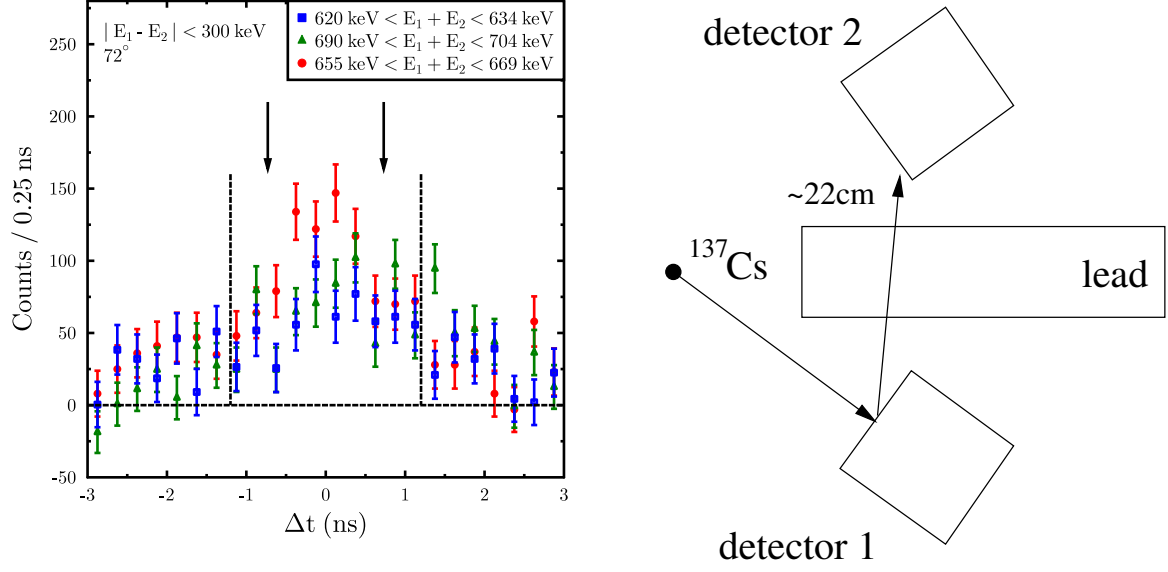 |E₁ - E₂| < 300 keV
72°
620 keV < E₁ + E₂ < 634 keV
690 keV < E₁ + E₂ < 704 keV
655 keV < E₁ + E₂ < 669 keV
250
200
150
100
50
0
-50
-3 -2 -1 0 1 2 3
Counts / 0.25 ns
Δt (ns)
detector 2
~22cm
¹³⁷Cs
lead
detector 1